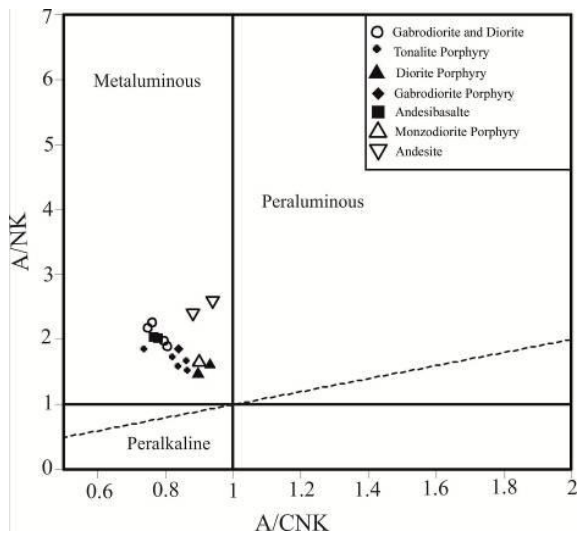 7
6
5
4
3
2
1
0
A/NK
Metaluminous
Peraluminous
Peralkaline
Gabrodiorite and Diorite
Tonalite Porphyry
Diorite Porphyry
Gabrodiorite Porphyry
Andesibasalte
Monzodiorite Porphyry
Andesite
0.6 0.8 1 1.2 1.4 1.6 1.8 2
A/CNK